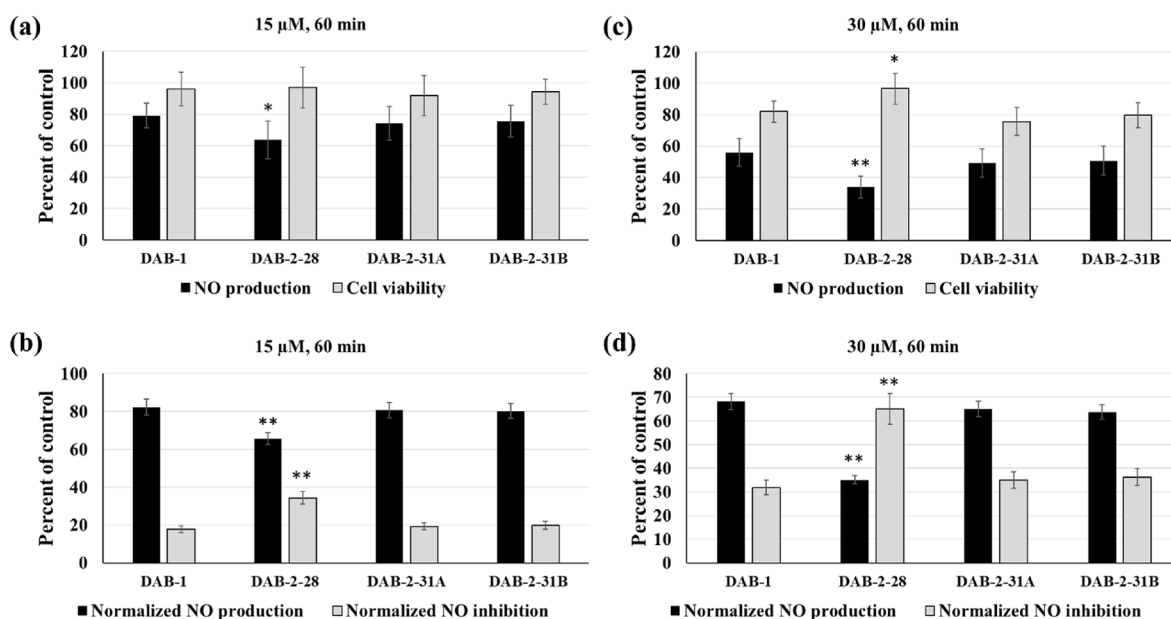 (a)
15 µM, 60 min
Percent of control
120
100
80
60
40
20
0
*
DAB-1 DAB-2-28 DAB-2-31A DAB-2-31B
NO production Cell viability
(c)
30 µM, 60 min
Percent of control
120
100
80
60
40
20
0
*
**
DAB-1 DAB-2-28 DAB-2-31A DAB-2-31B
NO production Cell viability
(b)
15 µM, 60 min
Percent of control
100
80
60
40
20
0
**
**
DAB-1 DAB-2-28 DAB-2-31A DAB-2-31B
Normalized NO production Normalized NO inhibition
(d)
30 µM, 60 min
Percent of control
80
70
60
50
40
30
20
10
0
**
**
DAB-1 DAB-2-28 DAB-2-31A DAB-2-31B
Normalized NO production Normalized NO inhibition